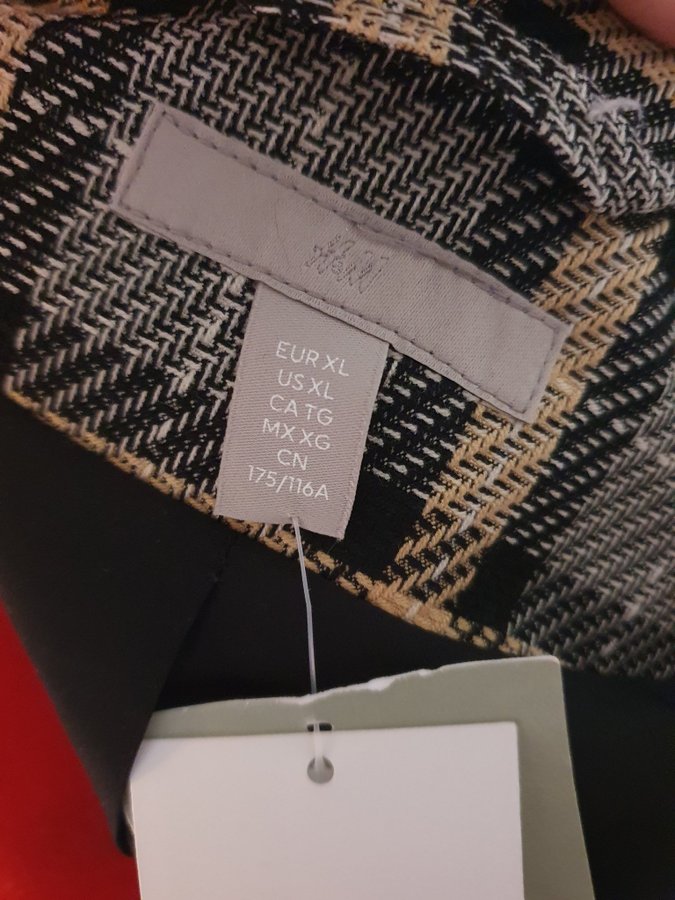 H&M
EUR XL
US XL
CA TG
MX XG
CN
175/116A